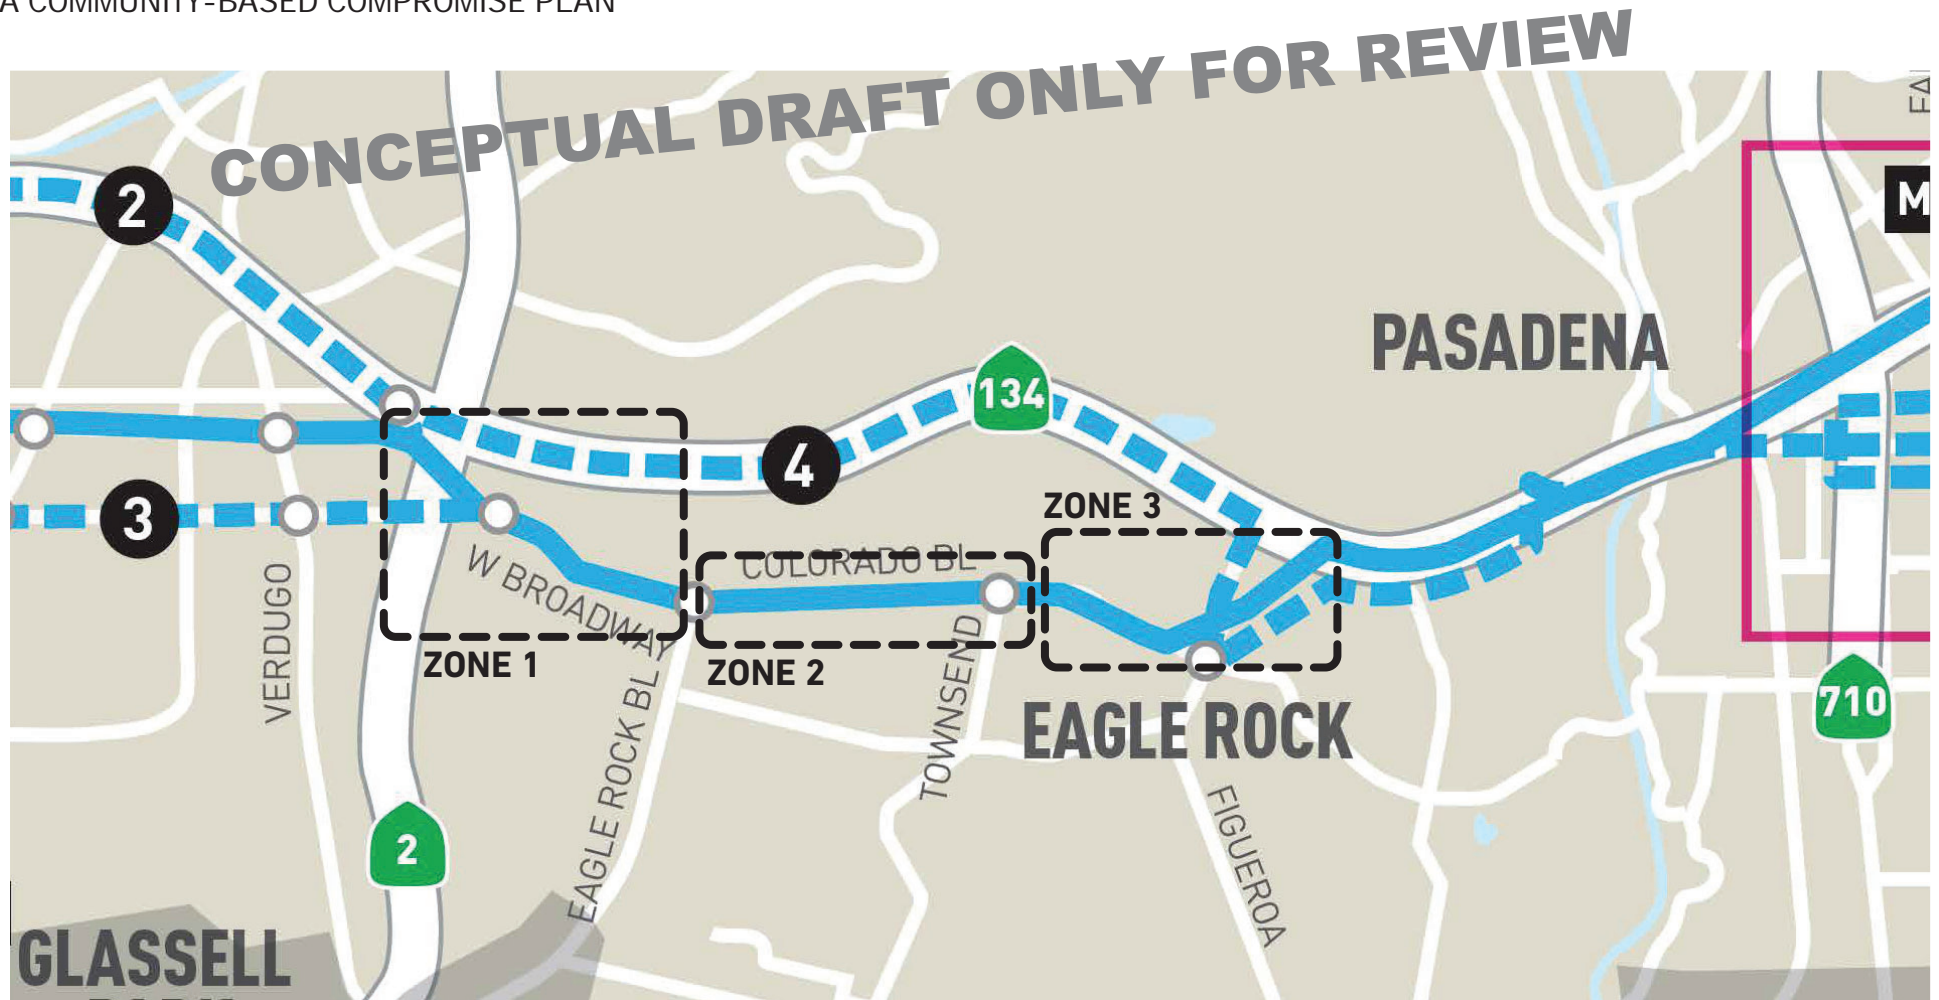 A COMMUNITY-BASED COMPROMISE PLAN
CONCEPTUAL DRAFT ONLY FOR REVIEW
M
2
PASADENA
134
4
3
ZONE 3
COLORADO BL
W BROADWAY
VERDUGO
ZONE 1
ZONE 2
TOWNSEND
EAGLE ROCK BL
EAGLE ROCK
710
2
FIGUEROA
GLASSELL